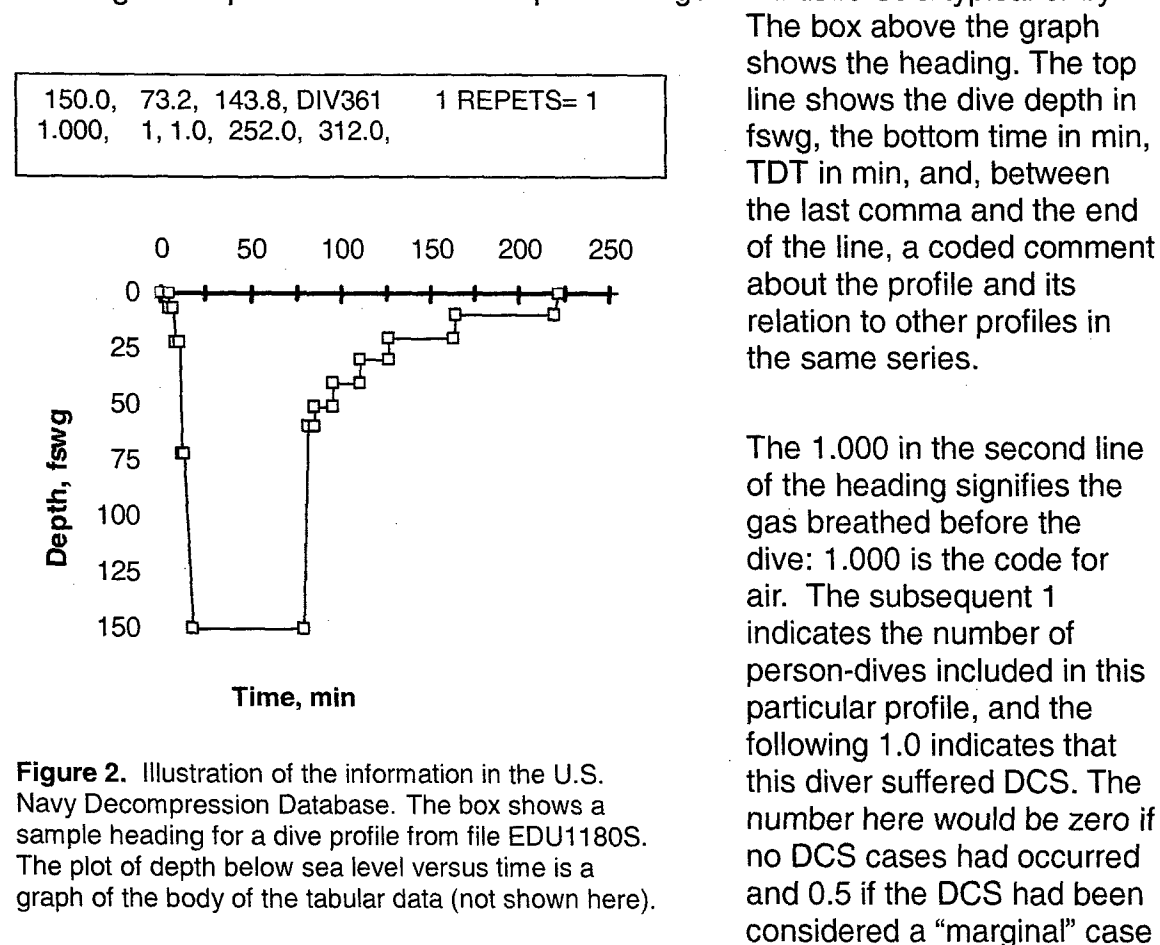 The box above the graph
shows the heading. The top
line shows the dive depth in
fswg, the bottom time in min,
TDT in min, and, between
the last comma and the end
of the line, a coded comment
about the profile and its
relation to other profiles in
the same series.
The 1.000 in the second line
of the heading signifies the
gas breathed before the
dive: 1.000 is the code for
air. The subsequent 1
indicates the number of
person-dives included in this
particular profile, and the
following 1.0 indicates that
this diver suffered DCS. The
number here would be zero if
no DCS cases had occurred
and 0.5 if the DCS had been
considered a “marginal” case
150.0, 73.2, 143.8, DIV361 1 REPETS= 1
1.000, 1, 1.0, 252.0, 312.0,
0 50 100 150 200 250
0
25
50
75
100
125
150
Depth, fswg
Time, min
Figure 2. Illustration of the information in the U.S.
Navy Decompression Database. The box shows a
sample heading for a dive profile from file EDU1180S.
The plot of depth below sea level versus time is a
graph of the body of the tabular data (not shown here).